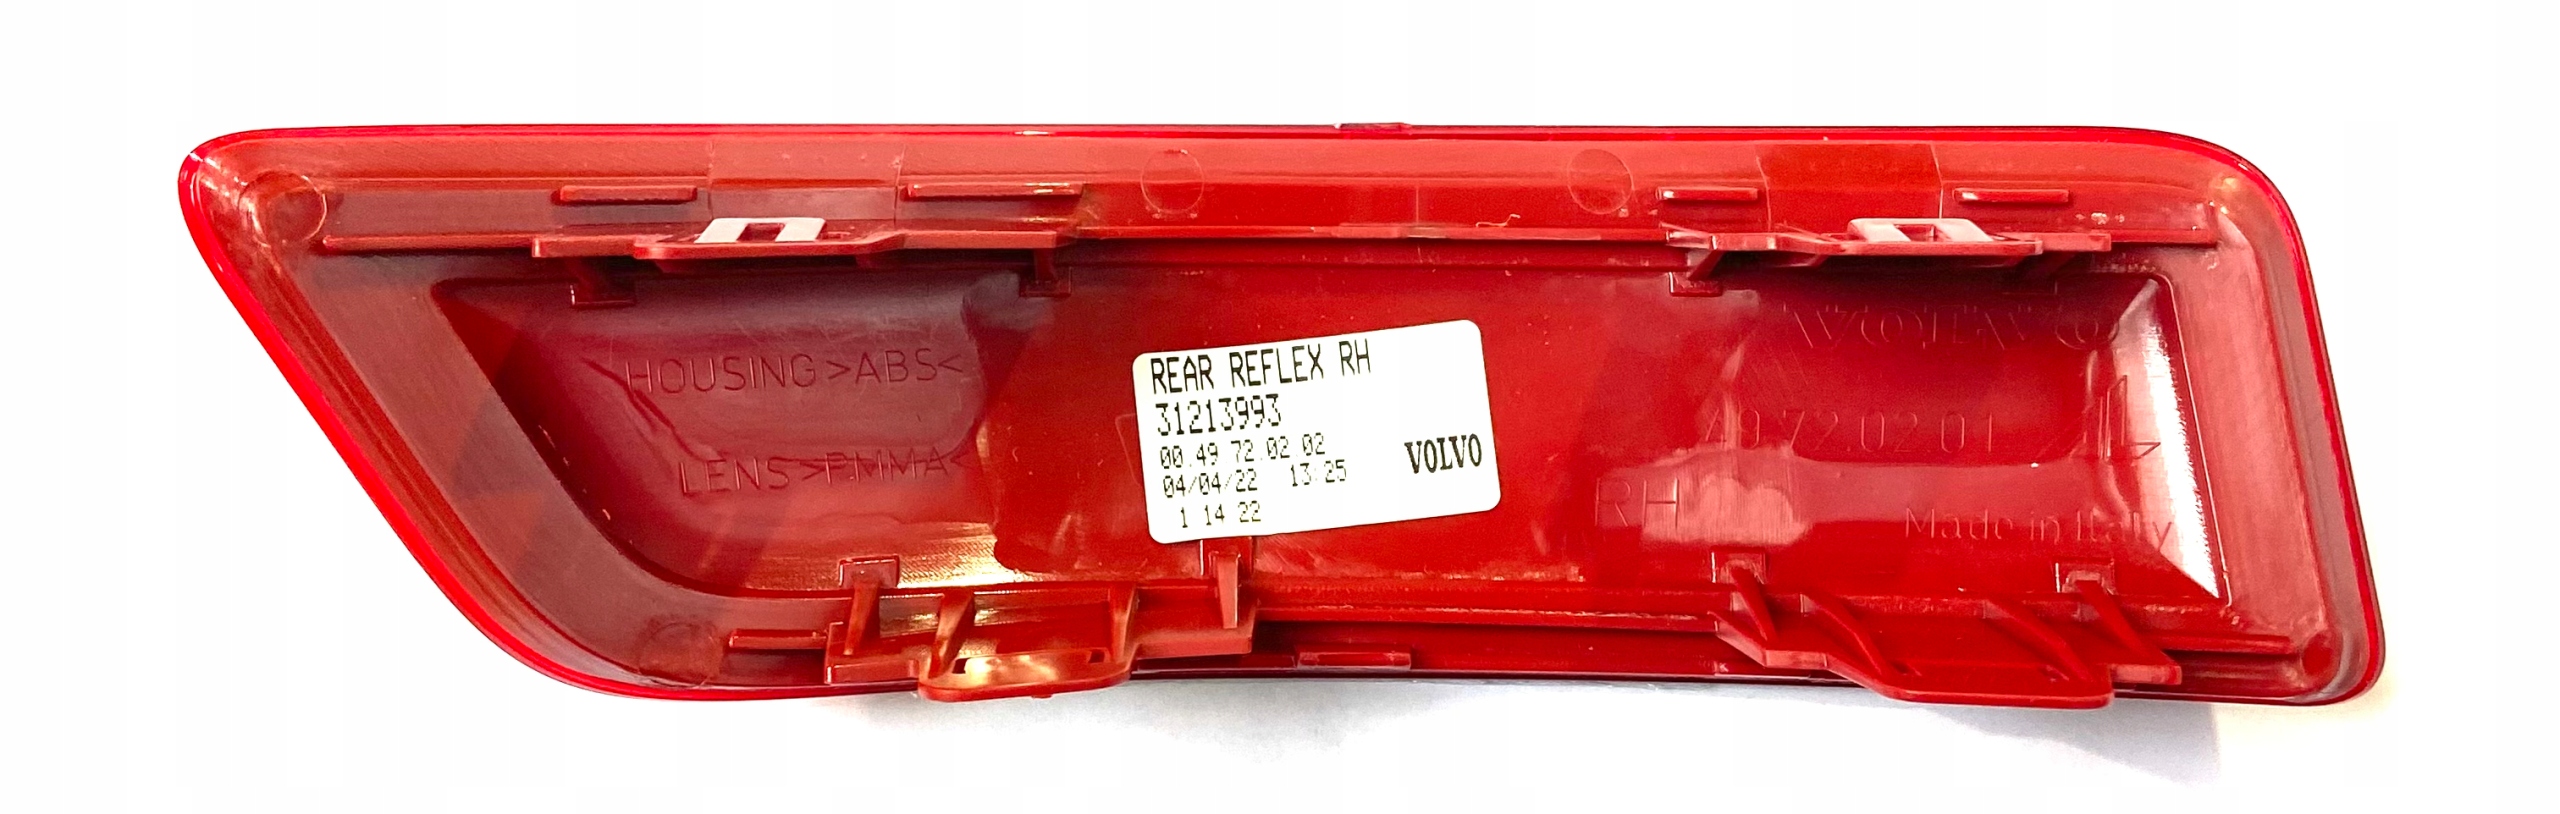 HOUSING >ABS<
LENS >PMMA<
REAR REFLEX RH
31213993
00.49 72.02 02
04/04/22 13:25
1 14 22
VOLVO
VOLVO
49.72.02.01
RH
Made in Italy